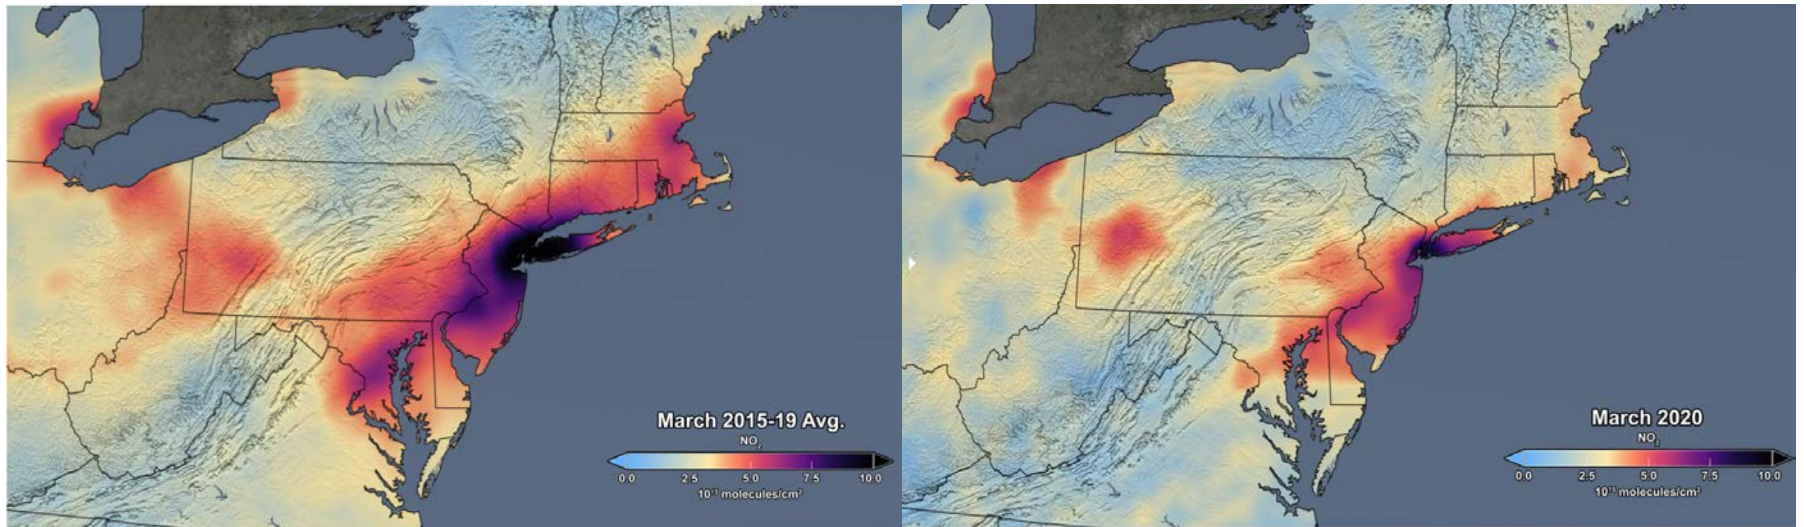 March 2015-19 Avg.
NO₂
0.0 2.5 5.0 7.5 10.0
10¹⁵ molecules/cm²
March 2020
NO₂
0.0 2.5 5.0 7.5 10.0
10¹⁵ molecules/cm²